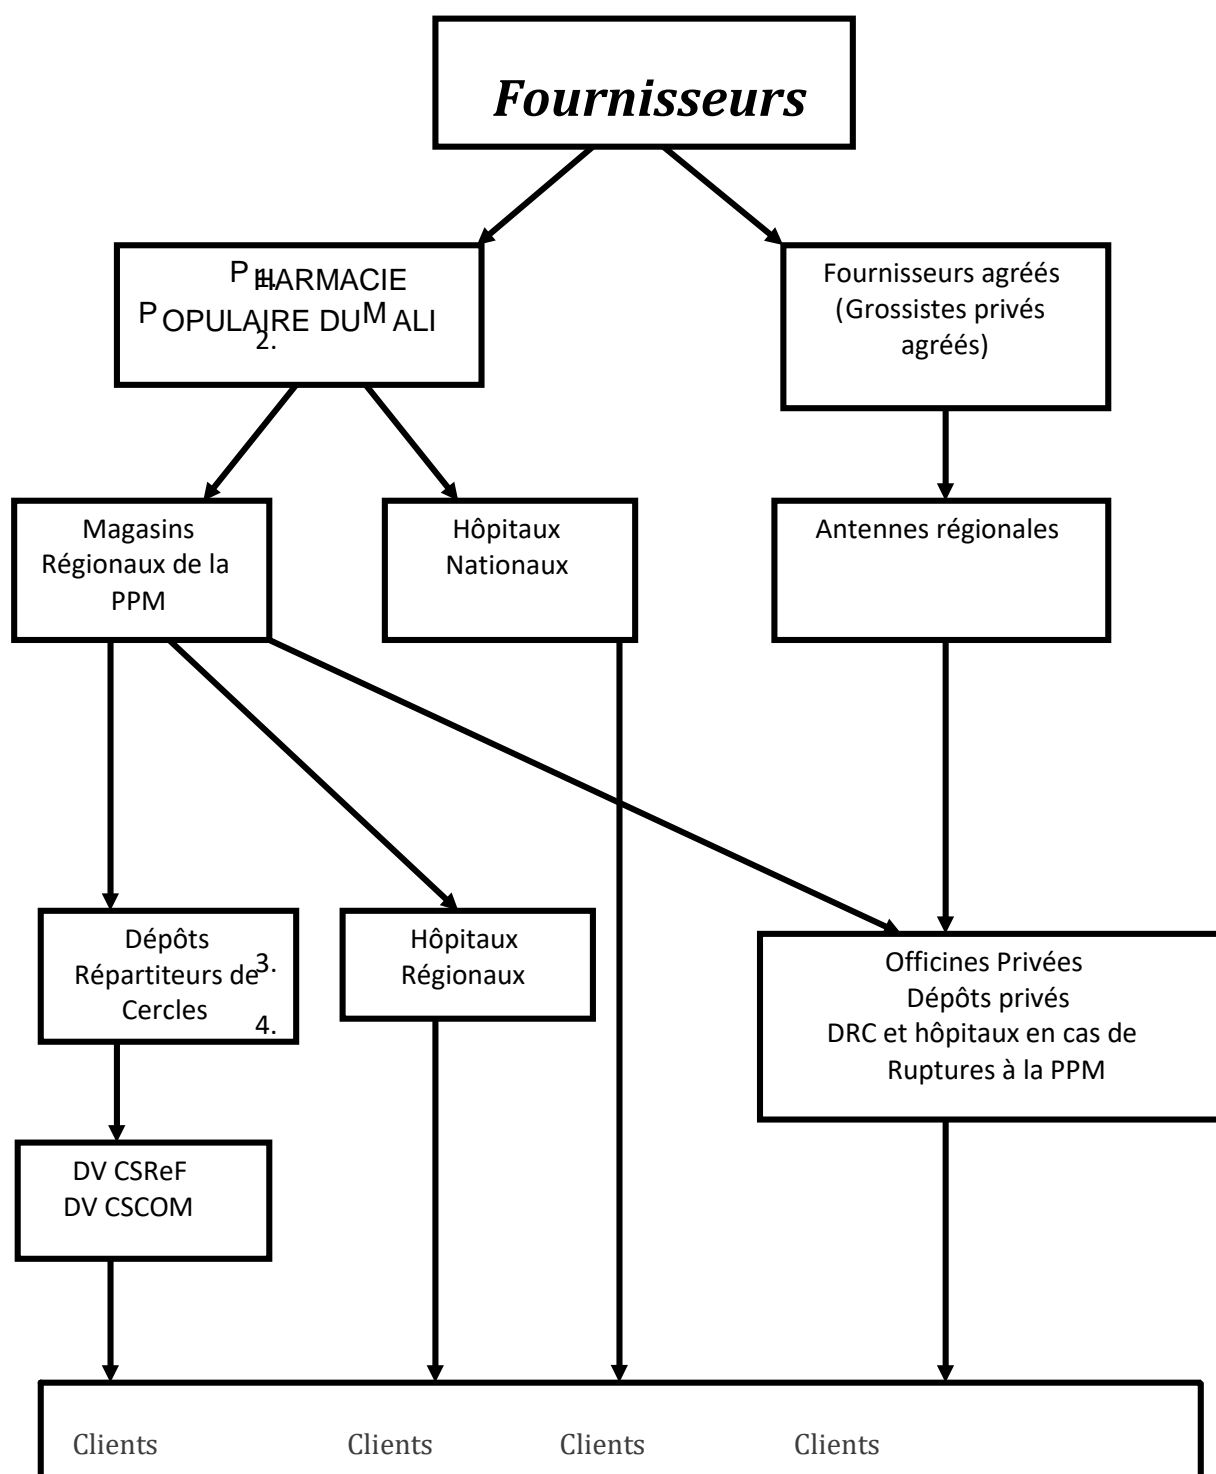 Fournisseurs
PHARMACIE
1.
POPULAIRE DU MALI
2.
Fournisseurs agréés
(Grossistes privés
agréés)
Magasins
Régionaux de la
PPM
Hôpitaux
Nationaux
Antennes régionales
Dépôts
Répartiteurs de
Cercles
3.
4.
Hôpitaux
Régionaux
Officines Privées
Dépôts privés
DRC et hôpitaux en cas de
Ruptures à la PPM
DV CSReF
DV CSCOM
Clients Clients Clients Clients